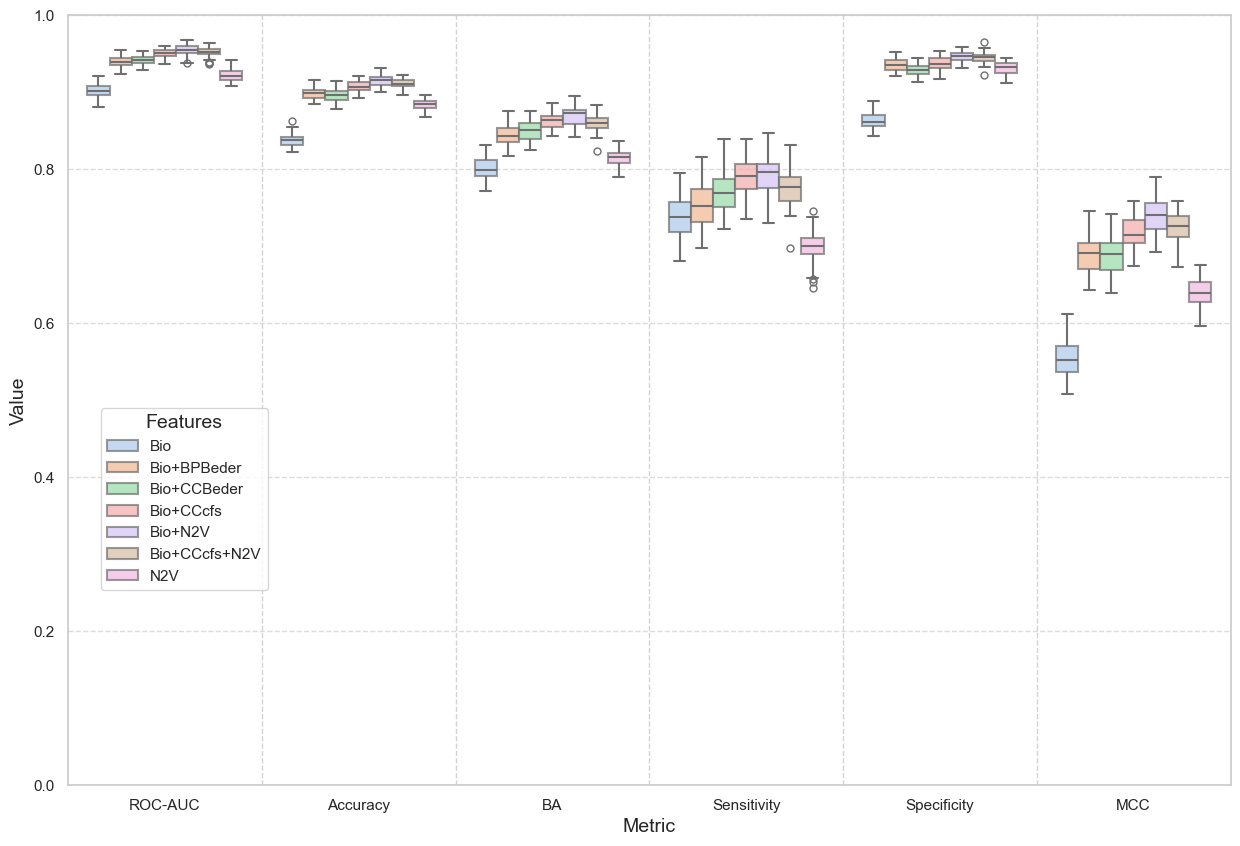 1.0
0.8
0.6
0.4
0.2
0.0
Value
Features
Bio
Bio+BPBeder
Bio+CCBeder
Bio+CCcfs
Bio+N2V
Bio+CCcfs+N2V
N2V
ROC-AUC Accuracy BA Sensitivity Specificity MCC
Metric